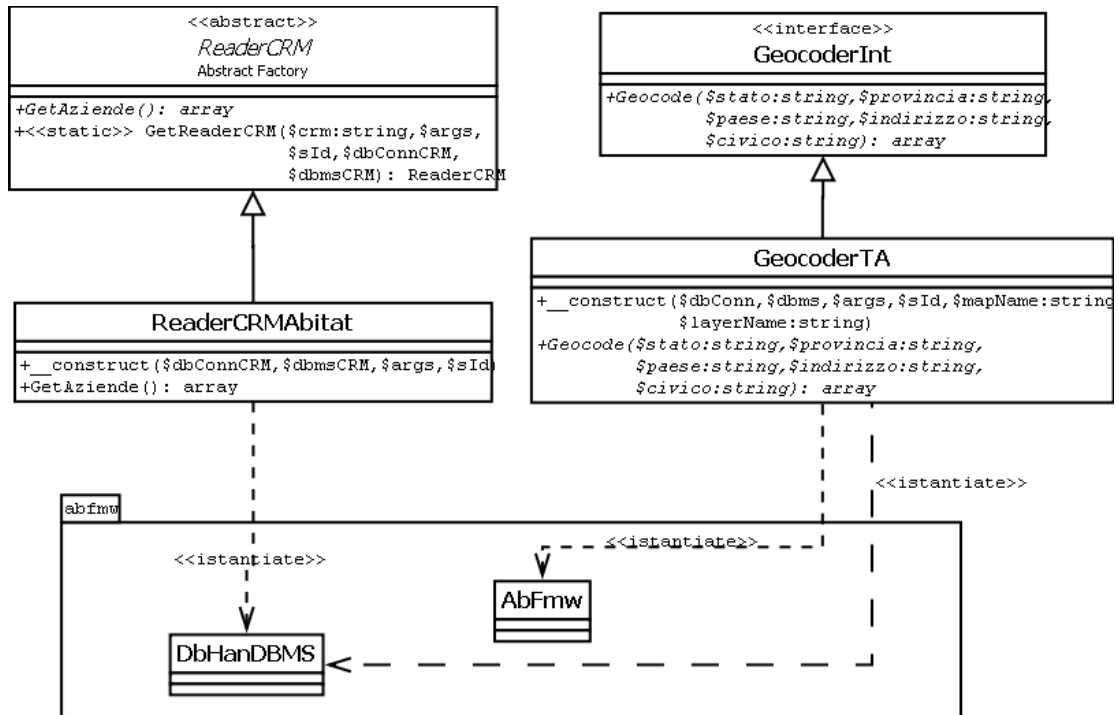 <<abstract>>
ReaderCRM
Abstract Factory
+GetAziende(): array
+<<static>> GetReaderCRM($crm:string,$args,
$sId,$dbConnCRM,
$dbmsCRM): ReaderCRM
<<interface>>
GeocoderInt
+Geocode($stato:string,$provincia:string,
$paese:string,$indirizzo:string,
$civico:string): array
ReaderCRMAbitat
+__construct($dbConnCRM,$dbmsCRM,$args,$sId)
+GetAziende(): array
GeocoderTA
+__construct($dbConn,$dbms,$args,$sId,$mapName:string
$layerName:string)
+Geocode($stato:string,$provincia:string,
$paese:string,$indirizzo:string,
$civico:string): array
<<istantiate>>
abfmw
<<istantiate>>
<<istantiate>>
AbFmw
DbHanDBMS